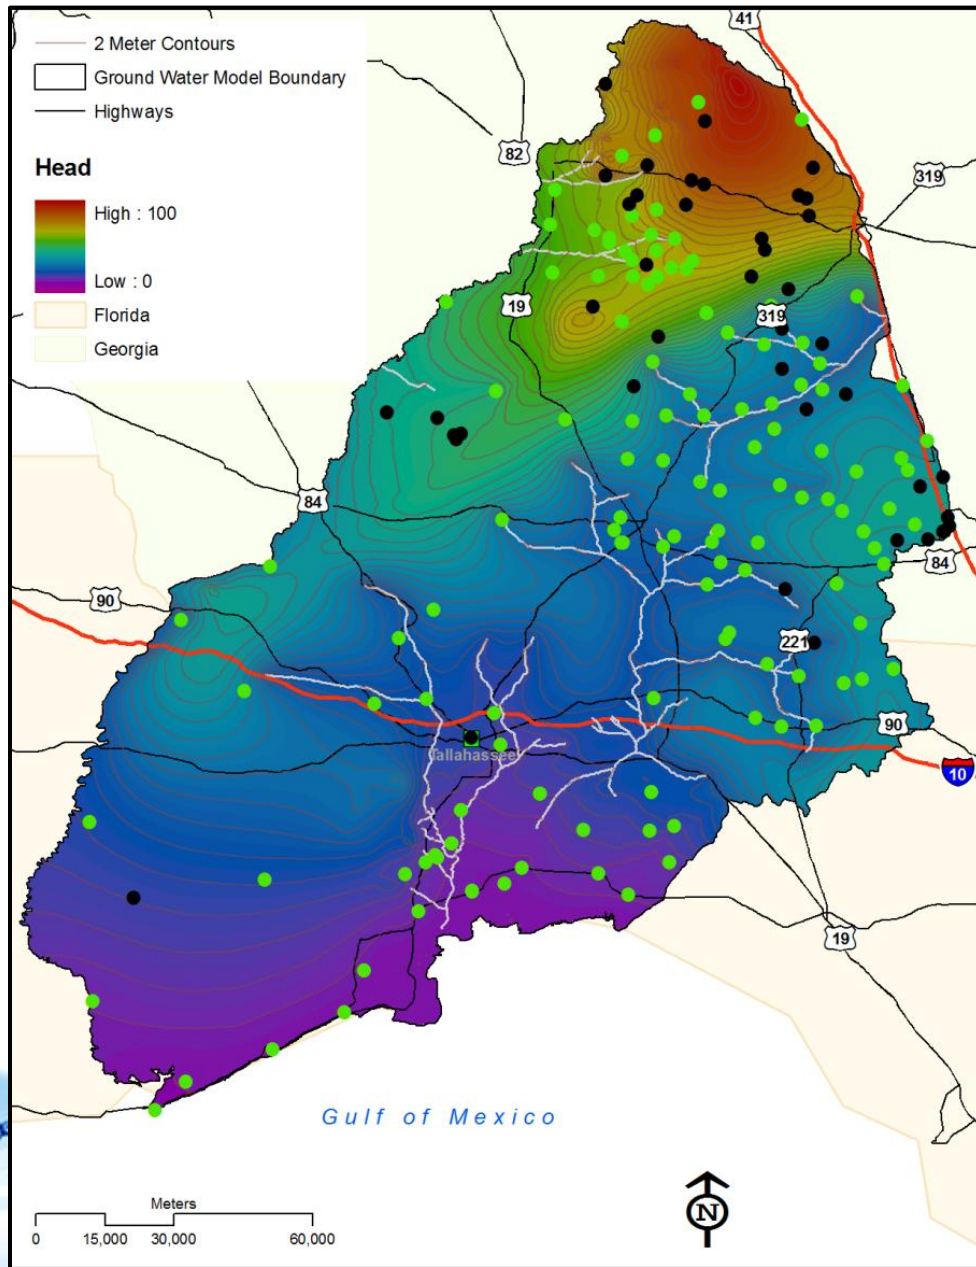 2 Meter Contours
Ground Water Model Boundary
Highways
Head
High : 100
Low : 0
Florida
Georgia
41
82
319
19
319
84
84
90
221
90
10
Tallahassee
19
Gulf of Mexico
Meters
0 15,000 30,000 60,000
N